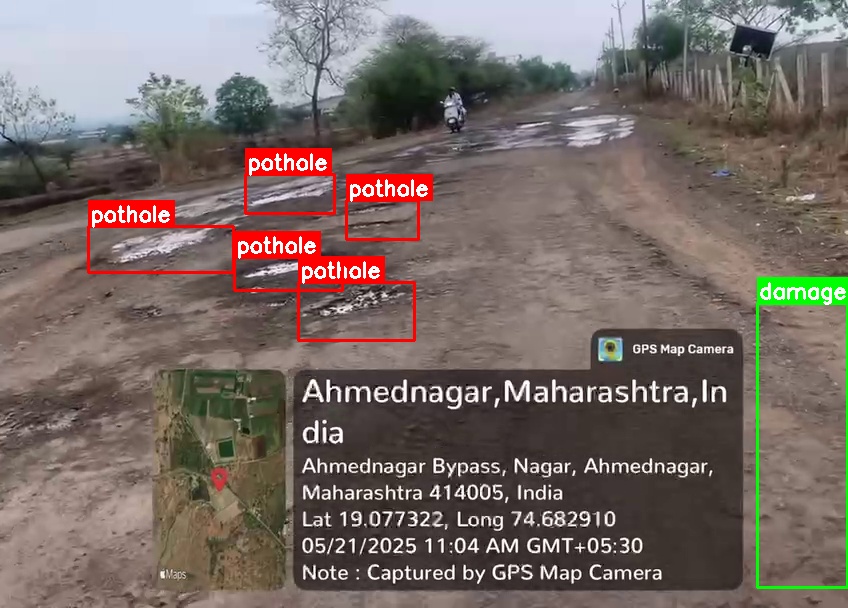 pothole
pothole
pothole
pothole
pothole
damage
GPS Map Camera
Ahmednagar,Maharashtra,In
dia
Ahmednagar Bypass, Nagar, Ahmednagar,
Maharashtra 414005, India
Lat 19.077322, Long 74.682910
05/21/2025 11:04 AM GMT+05:30
Note : Captured by GPS Map Camera
Maps